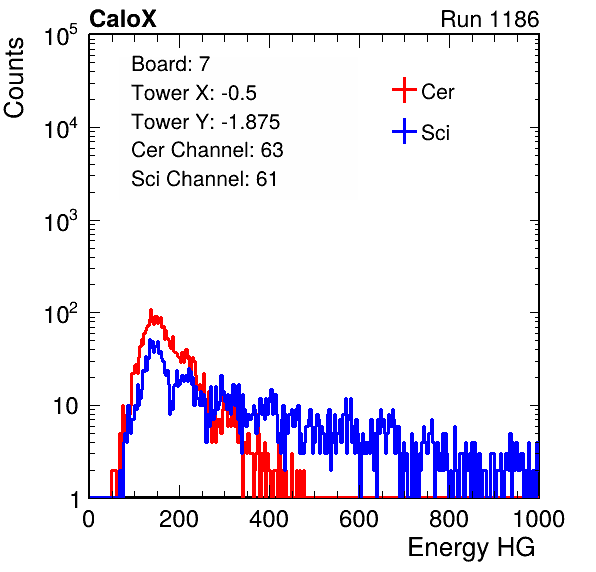 CaloX Run 1186
Counts
10^5
10^4
10^3
10^2
10
1
Board: 7
Tower X: -0.5
Tower Y: -1.875
Cer Channel: 63
Sci Channel: 61
Cer
Sci
0 200 400 600 800 1000
Energy HG